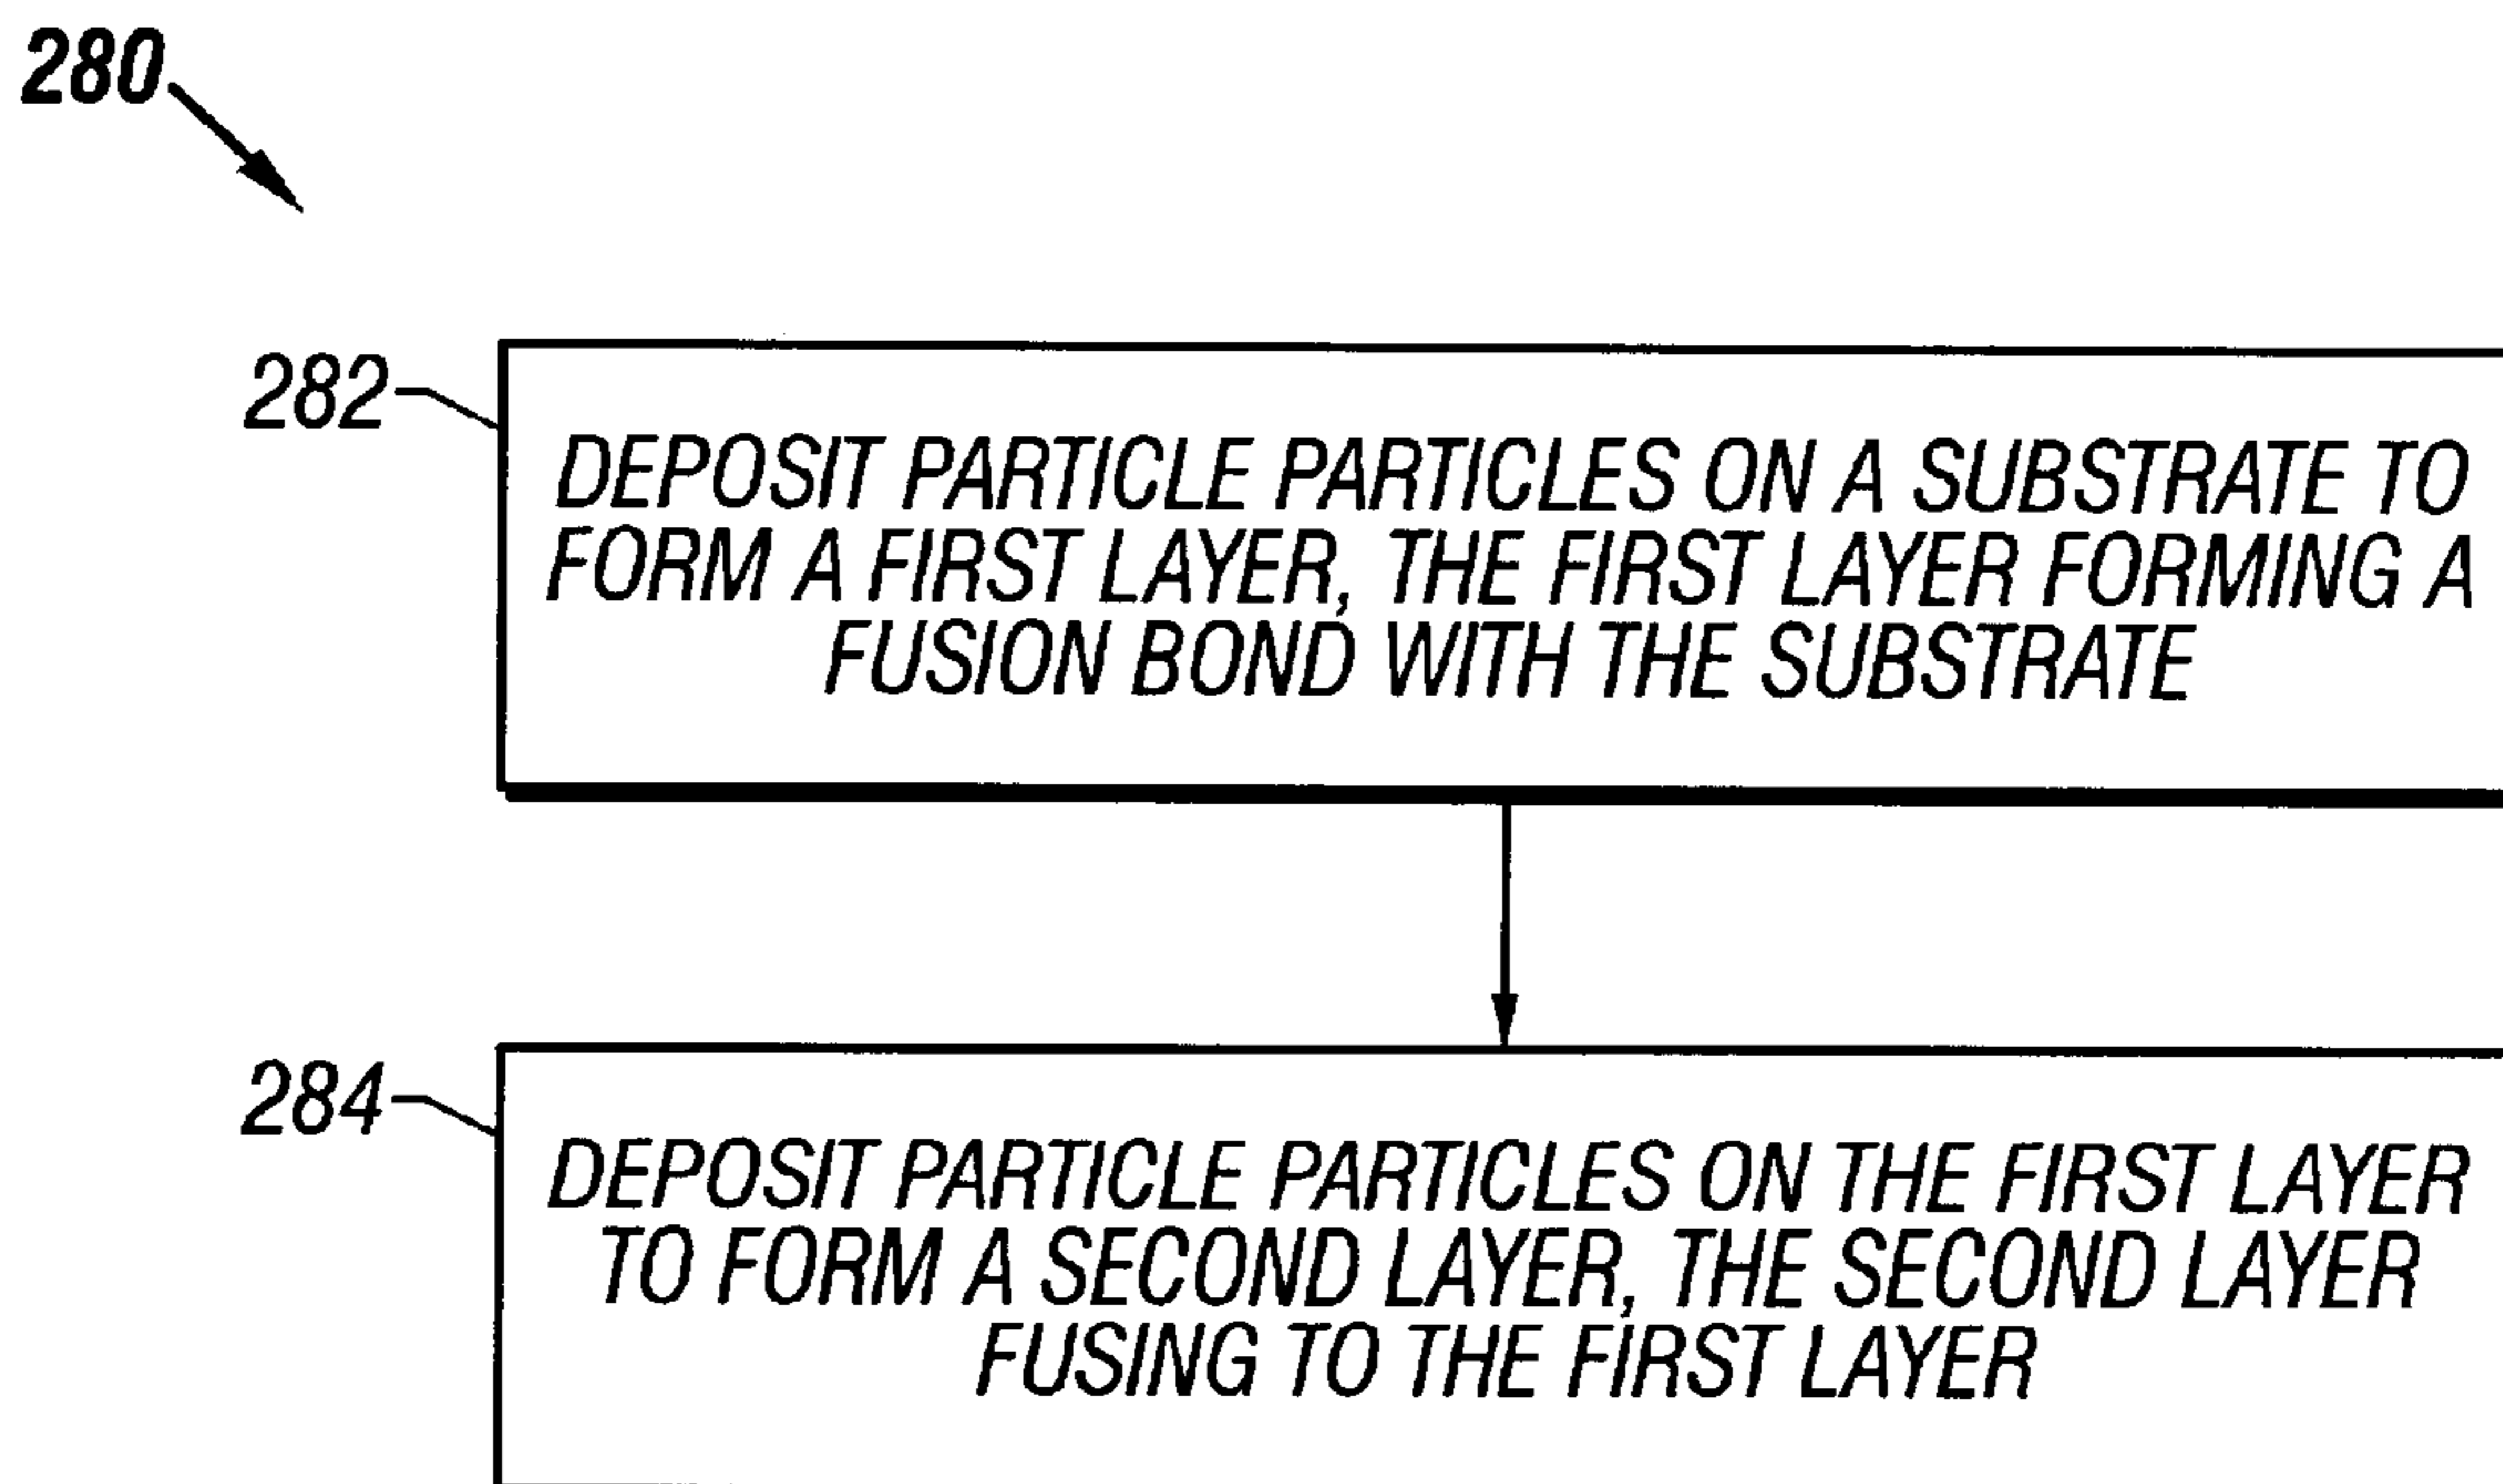 280
282
DEPOSIT PARTICLE PARTICLES ON A SUBSTRATE TO
FORM A FIRST LAYER, THE FIRST LAYER FORMING A
FUSION BOND WITH THE SUBSTRATE
284
DEPOSIT PARTICLE PARTICLES ON THE FIRST LAYER
TO FORM A SECOND LAYER, THE SECOND LAYER
FUSING TO THE FIRST LAYER